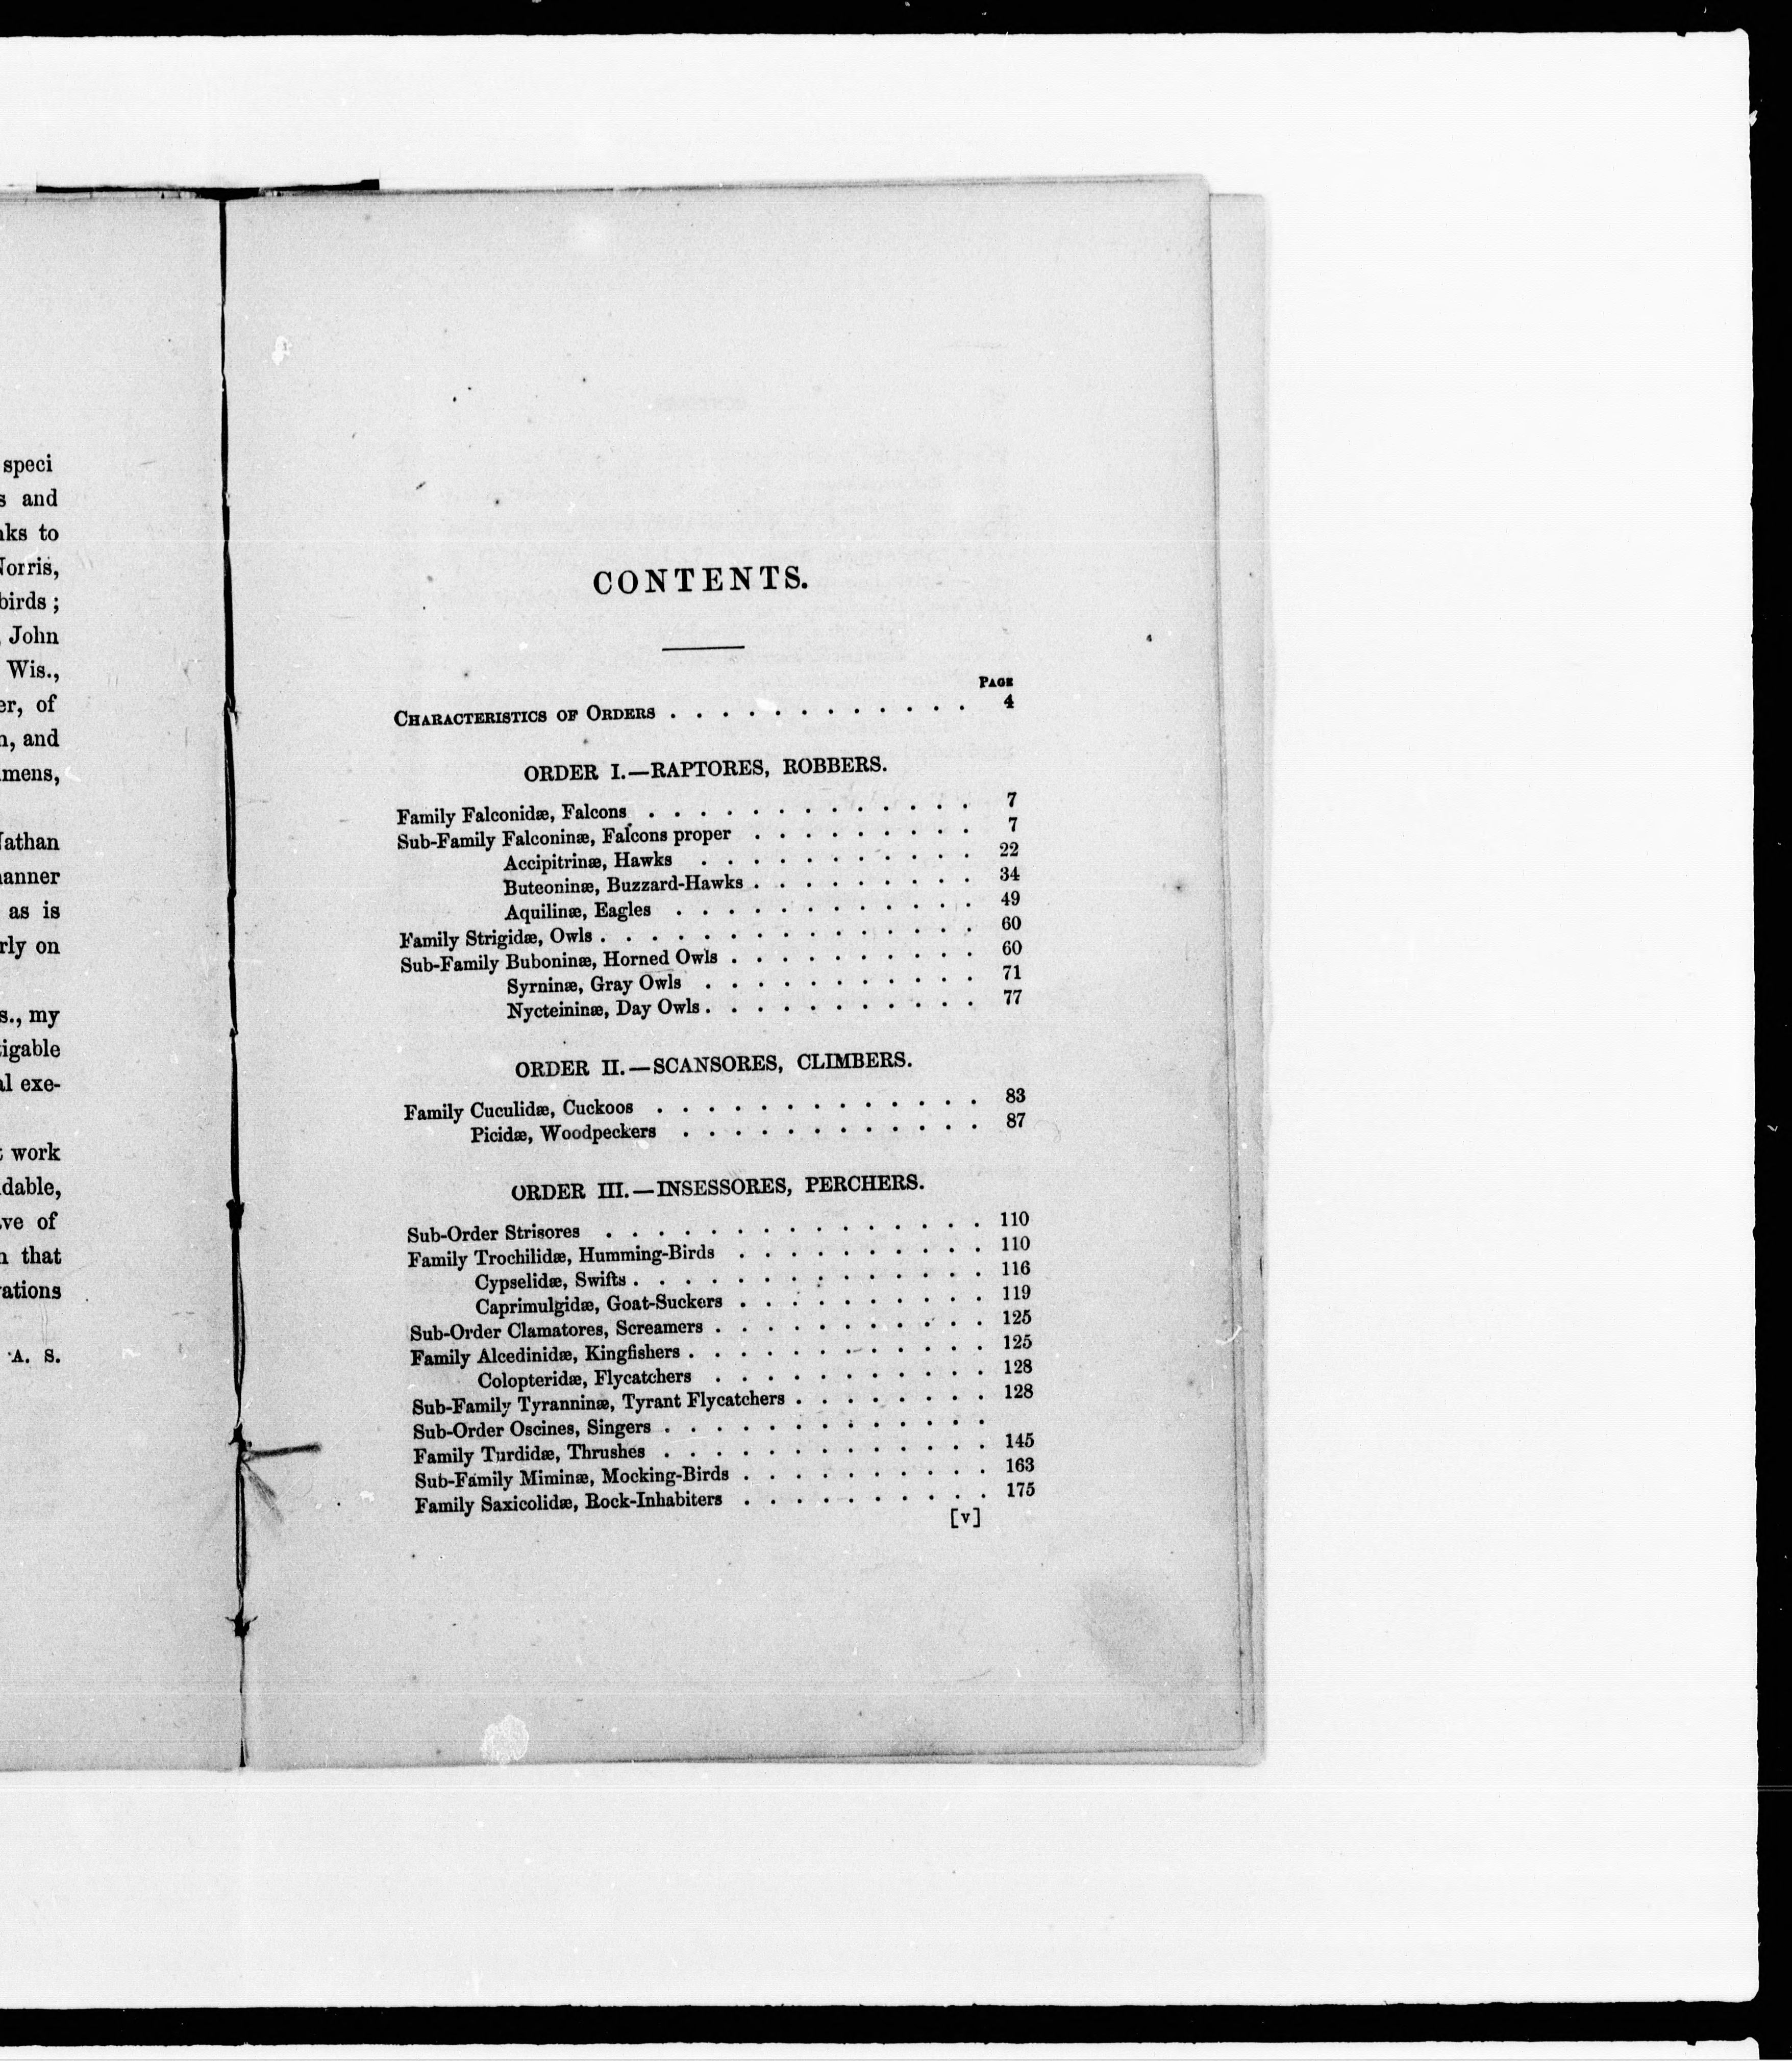 speci
s and
nks to
Norris,
birds ;
, John
Wis.,
er, of
n, and
imens,
Nathan
manner
as is
rly on
s., my
tigable
al exe-
t work
dable,
ve of
n that
vations
A. S.
CONTENTS.
PAGE
CHARACTERISTICS OF ORDERS . . . . . . . . . . . . 4
ORDER I.—RAPTORES, ROBBERS.
Family Falconidæ, Falcons . . . . . . . . . . . . . 7
Sub-Family Falconinæ, Falcons proper . . . . . . . . . 7
Accipitrinæ, Hawks . . . . . . . . . . . 22
Buteoninæ, Buzzard-Hawks . . . . . . . . . 34
Aquilinæ, Eagles . . . . . . . . . . . . 49
Family Strigidæ, Owls . . . . . . . . . . . . . . . 60
Sub-Family Buboninæ, Horned Owls . . . . . . . . . . 60
Syrninæ, Gray Owls . . . . . . . . . . . 71
Nycteininæ, Day Owls . . . . . . . . . . . 77
ORDER II.—SCANSORES, CLIMBERS.
Family Cuculidæ, Cuckoos . . . . . . . . . . . . . 83
Picidæ, Woodpeckers . . . . . . . . . . . . 87
ORDER III.—INSESSORES, PERCHERS.
Sub-Order Strisores . . . . . . . . . . . . . . . 110
Family Trochilidæ, Humming-Birds . . . . . . . . . . 110
Cypselidæ, Swifts . . . . . . . . . . . . . . 116
Caprimulgidæ, Goat-Suckers . . . . . . . . . . 119
Sub-Order Clamatores, Screamers . . . . . . . . . . . 125
Family Alcedinidæ, Kingfishers . . . . . . . . . . . . 125
Colopteridæ, Flycatchers . . . . . . . . . . . 128
Sub-Family Tyranninæ, Tyrant Flycatchers . . . . . . . . 128
Sub-Order Oscines, Singers . . . . . . . . . . . . .
Family Turdidæ, Thrushes . . . . . . . . . . . . . 145
Sub-Family Miminæ, Mocking-Birds . . . . . . . . . . 163
Family Saxicolidæ, Rock-Inhabiters . . . . . . . . . . 175
[v]